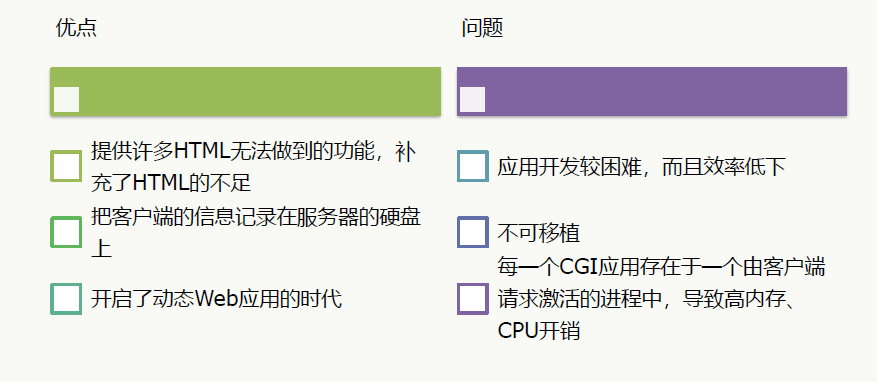 优点
提供许多HTML无法做到的功能，补
充了HTML的不足
把客户端的信息记录在服务器的硬盘
上
开启了动态Web应用的时代
问题
应用开发较困难，而且效率低下
不可移植
每一个CGI应用存在于一个由客户端
请求激活的进程中，导致高内存、
CPU开销